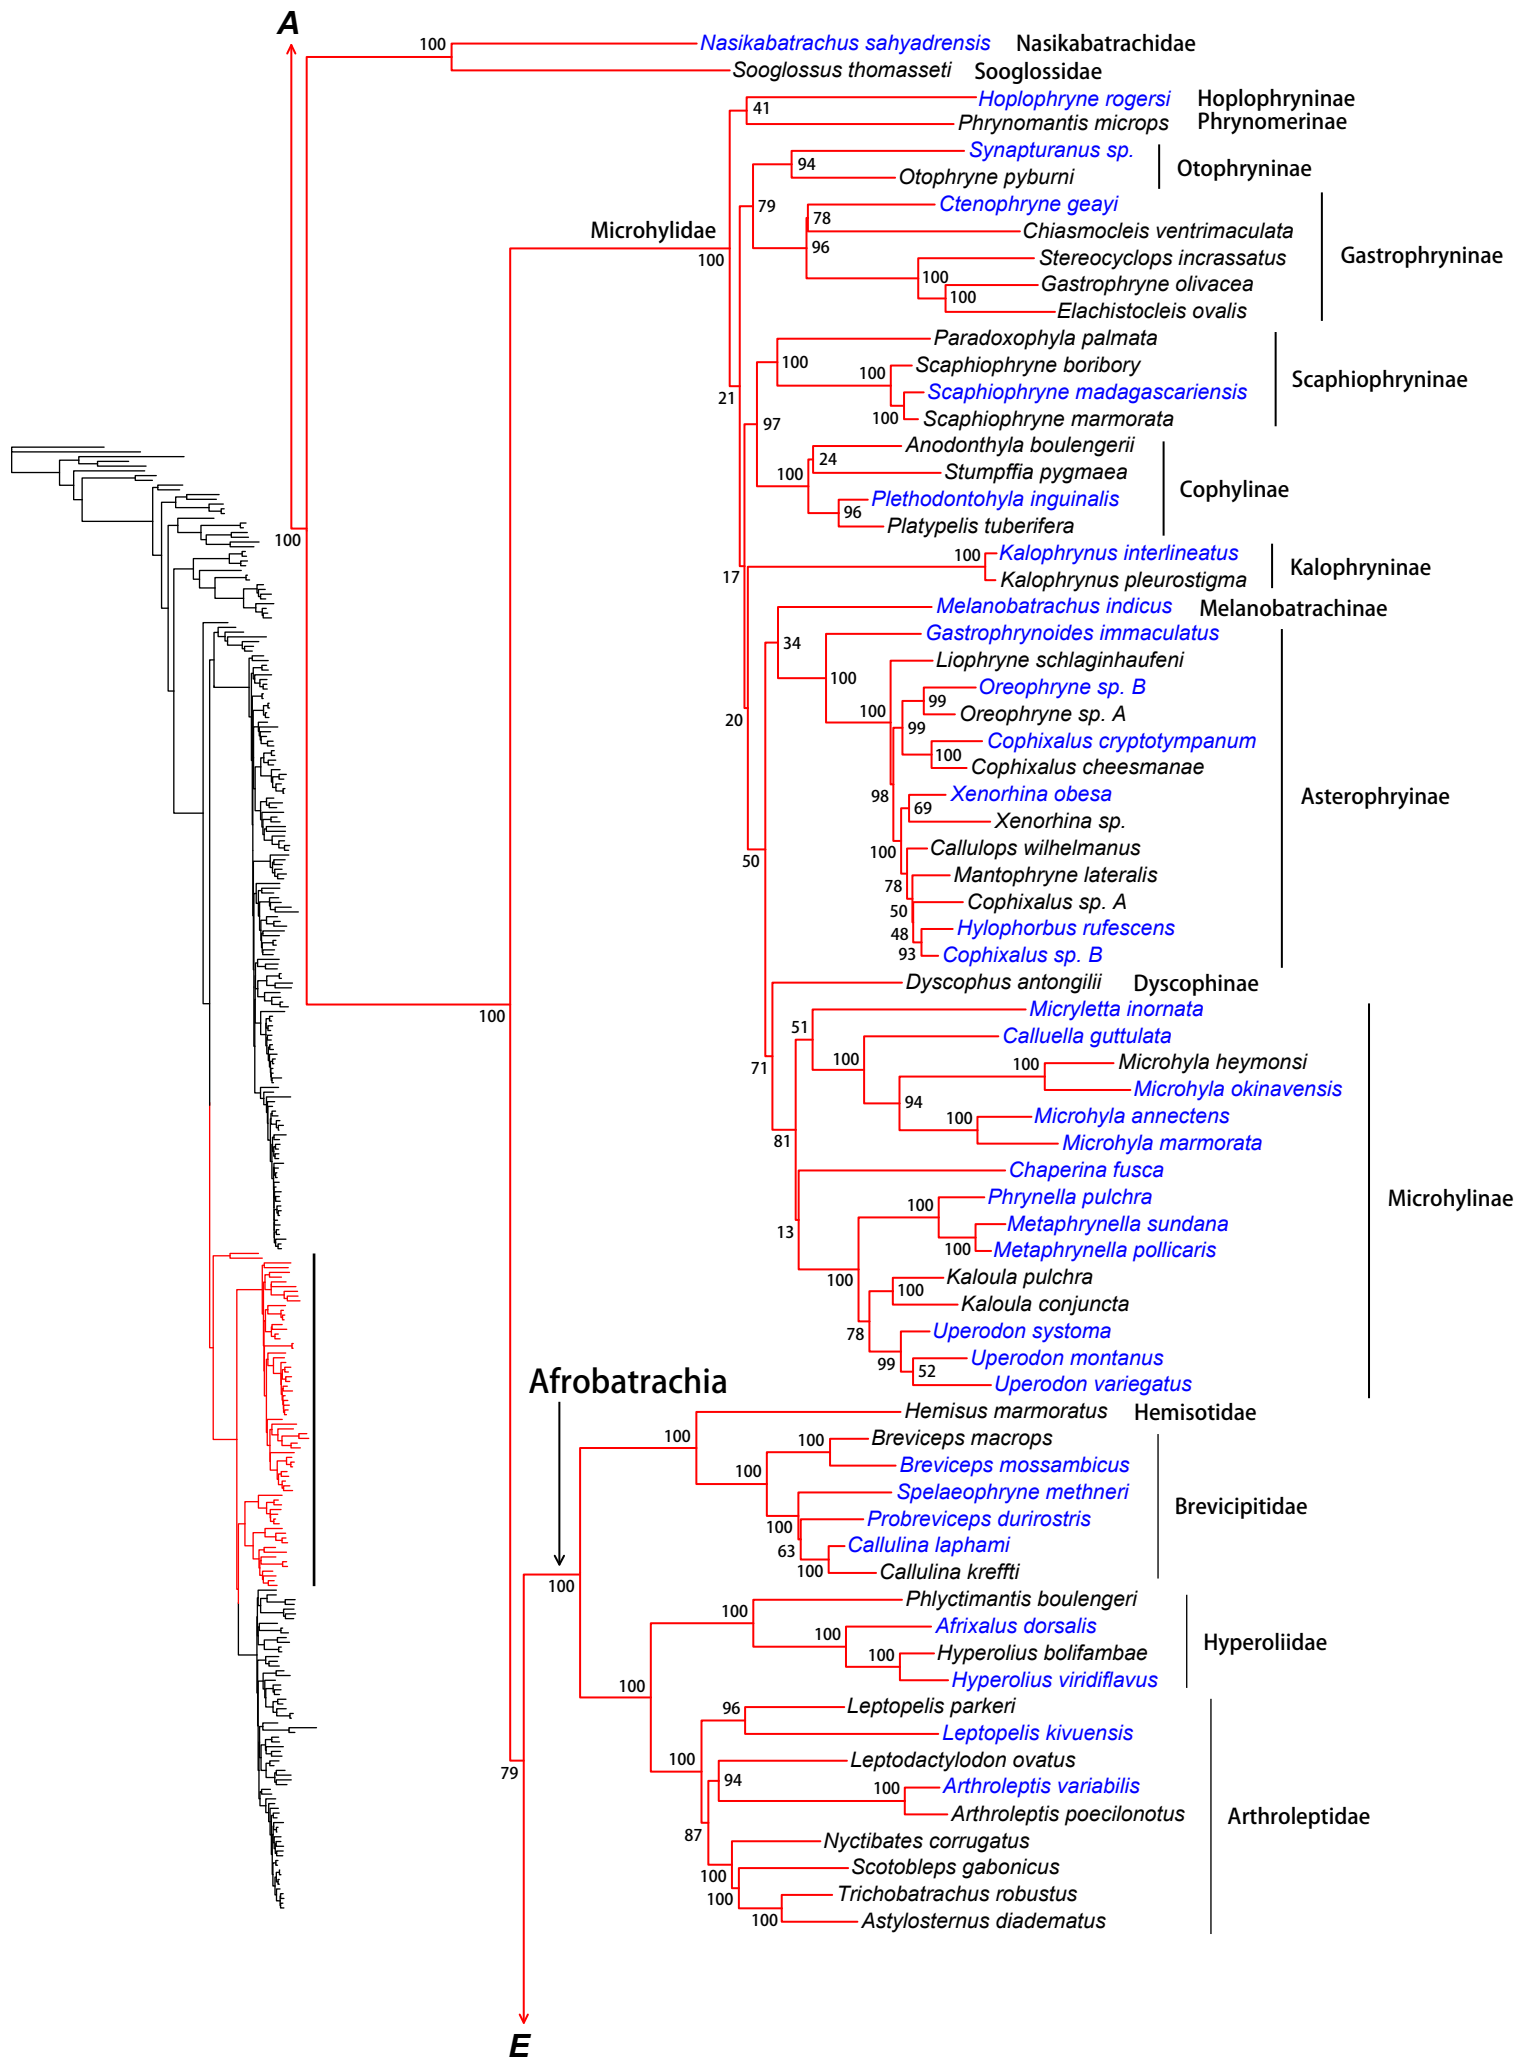 A
100
Nasikabatrachus sahyadrensis Nasikabatrachidae
Sooglossus thomasseti Sooglossidae
Hoplophryne rogersi Hoplophryninae
41
Phrynomantis microps Phrynomerinae
Synapturanus sp.
94
Otophryninae
Otophryne pyburni
79
Ctenophryne geayi
78
Microhylidae
Chiasmocleis ventrimaculata
96
100
Gastrophryninae
Stereocyclops incrassatus
100
Gastrophryne olivacea
100
Elachistocleis ovalis
Paradoxophyla palmata
100
Scaphiophryne boribory
100
Scaphiophryninae
21
Scaphiophryne madagascariensis
97
100
Scaphiophryne marmorata
Anodonthyla boulengerii
24
100
Stumpffia pygmaea
Cophylinae
Plethodontohyla inguinalis
96
Platypelis tuberifera
100
100
Kalophrynus interlineatus
Kalophryninae
17
Kalophrynus pleurostigma
Melanobatrachus indicus Melanobatrachinae
34
Gastrophrynoides immaculatus
Liophryne schlaginhaufeni
100
Oreophryne sp. B
99
100
Oreophryne sp. A
20
99
Cophixalus cryptotympanum
100
Cophixalus cheesmanae
98
Xenorhina obesa
69
Asterophryinae
Xenorhina sp.
100
Callulops wilhelmanus
50
78
Mantophryne lateralis
50
Cophixalus sp. A
48
Hylophorbus rufescens
93
Cophixalus sp. B
Dyscophus antongilii Dyscophinae
100
Micryletta inornata
51
Calluella guttulata
100
71
100
Microhyla heymonsi
Microhyla okinavensis
94
100
Microhyla annectens
81
Microhyla marmorata
Chaperina fusca
100
Phrynella pulchra
Microhylinae
13
Metaphrynella sundana
100
Metaphrynella pollicaris
100
Kaloula pulchra
100
Kaloula conjuncta
78
Uperodon systoma
99
52
Uperodon montanus
Afrobatrachia
Uperodon variegatus
Hemisus marmoratus Hemisotidae
100
100
Breviceps macrops
100
Breviceps mossambicus
Spelaeophryne methneri
Brevicipitidae
100
Probreviceps durirostris
63
Callulina laphami
100
Callulina kreffti
100
Phlyctimantis boulengeri
100
Afrixalus dorsalis
100
Hyperoliidae
100
Hyperolius bolifambae
Hyperolius viridiflavus
100
96
Leptopelis parkeri
Leptopelis kivuensis
100
Leptodactylodon ovatus
79
94
100
Arthroleptis variabilis
Arthroleptis poecilonotus
Arthroleptidae
87
Nyctibates corrugatus
100
Scotobleps gabonicus
100
Trichobatrachus robustus
100
Astylosternus diadematus
E